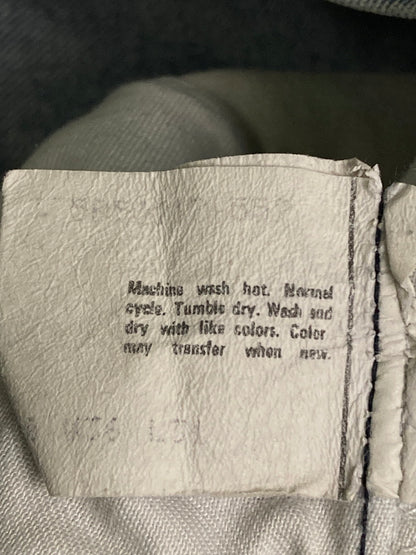 Machine wash hot. Normal
cycle. Tumble dry. Wash and
dry with like colors. Color
may transfer when new.